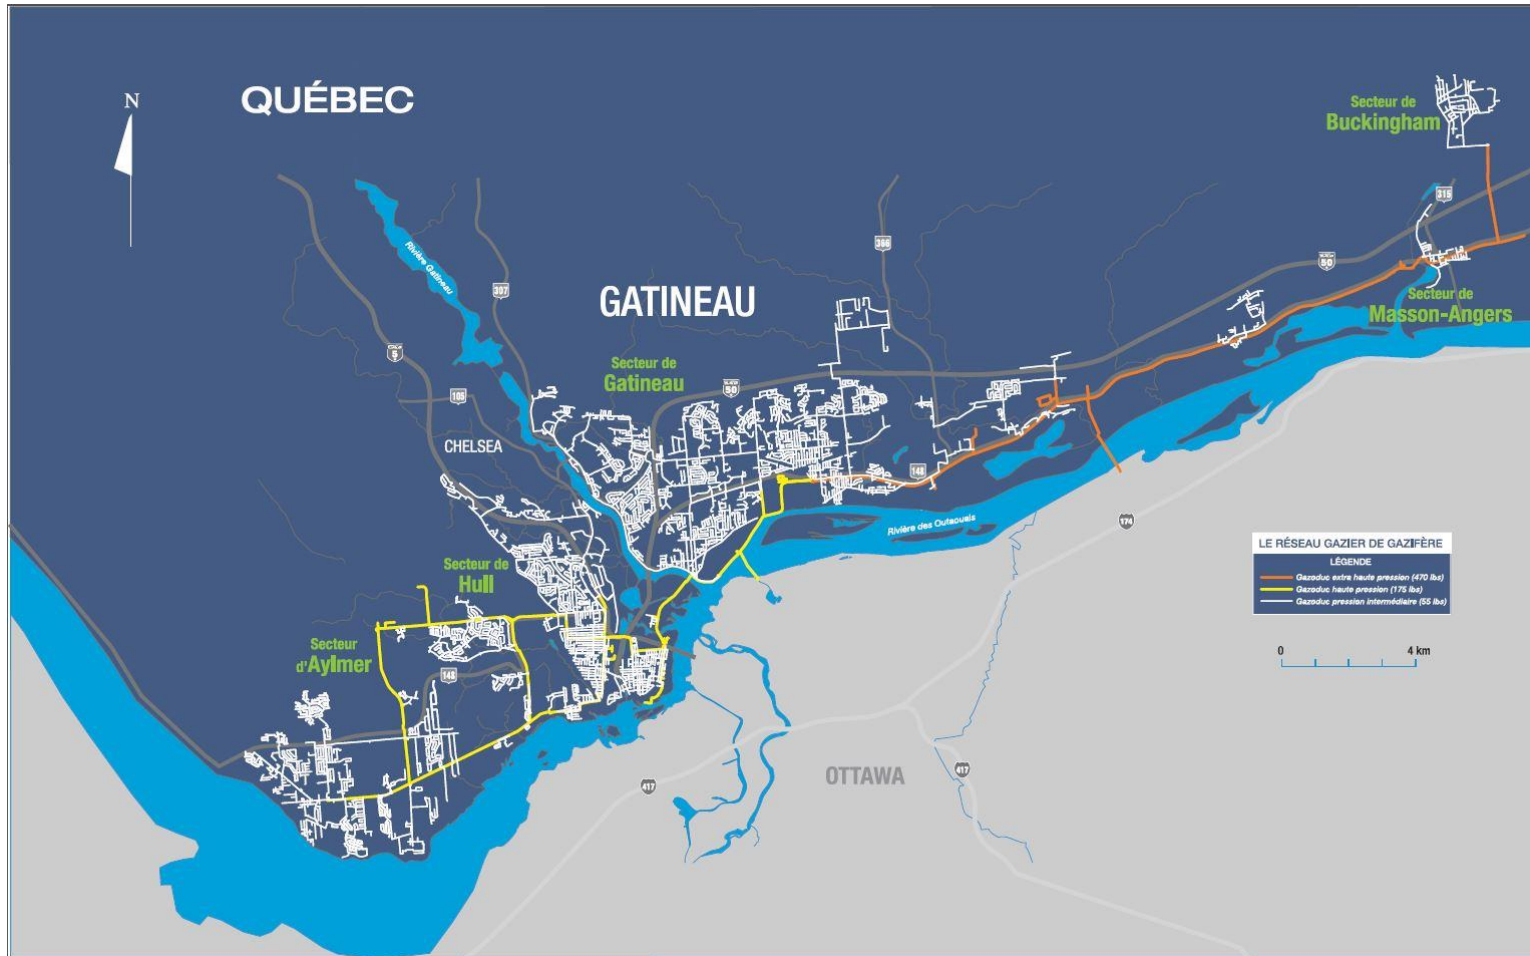 N
QUÉBEC
Secteur de
Buckingham
315
Rivière Gatineau
366
50
307
GATINEAU
Secteur de
Masson-Angers
5
Secteur de
Gatineau
50
105
CHELSEA
148
Rivière des Outaouais
174
LE RÉSEAU GAZIER DE GAZIFÈRE
LÉGENDE
Gazoduc extra haute pression (470 lbs)
Gazoduc haute pression (175 lbs)
Gazoduc pression intermédiaire (55 lbs)
Secteur de
Hull
Secteur
d'Aylmer
148
0 4 km
OTTAWA
417
417